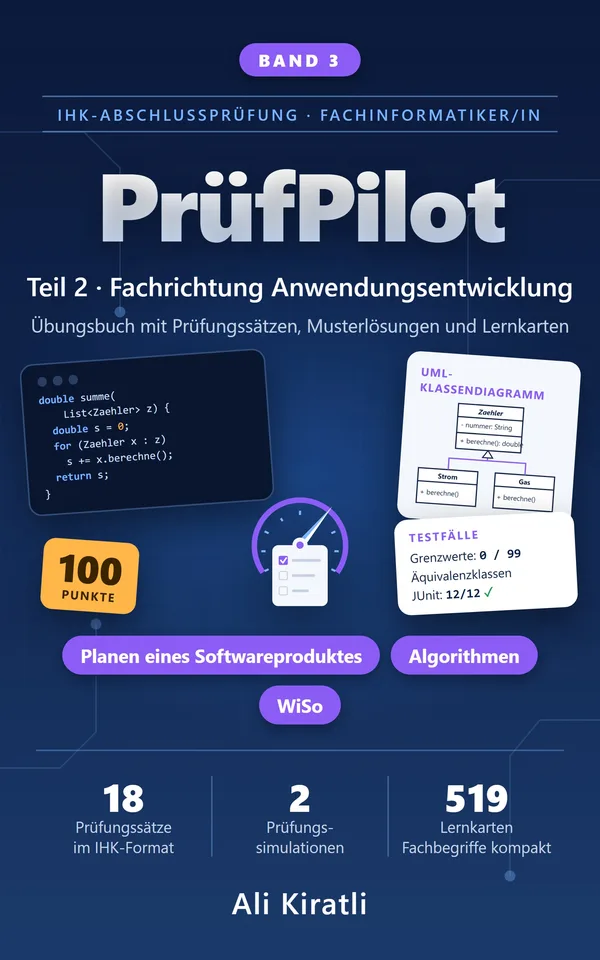 BAND 3
IHK-ABSCHLUSSPRÜFUNG · FACHINFORMATIKER/IN
PrüfPilot
Teil 2 · Fachrichtung Anwendungsentwicklung
Übungsbuch mit Prüfungssätzen, Musterlösungen und Lernkarten
double summe(
List<Zaehler> z) {
double s = 0;
for (Zaehler x : z)
s += x.berechne();
return s;
}
UML-
KLASSENDIAGRAMM
Zaehler
- nummer: String
+ berechne(): double
Strom
+ berechne()
Gas
+ berechne()
TESTFÄLLE
Grenzwerte: 0 / 99
Äquivalenzklassen
JUnit: 12/12 ✓
100
PUNKTE
Planen eines Softwareproduktes
Algorithmen
WiSo
18
Prüfungssätze
im IHK-Format
2
Prüfungs-
simulationen
519
Lernkarten
Fachbegriffe kompakt
Ali Kiratli